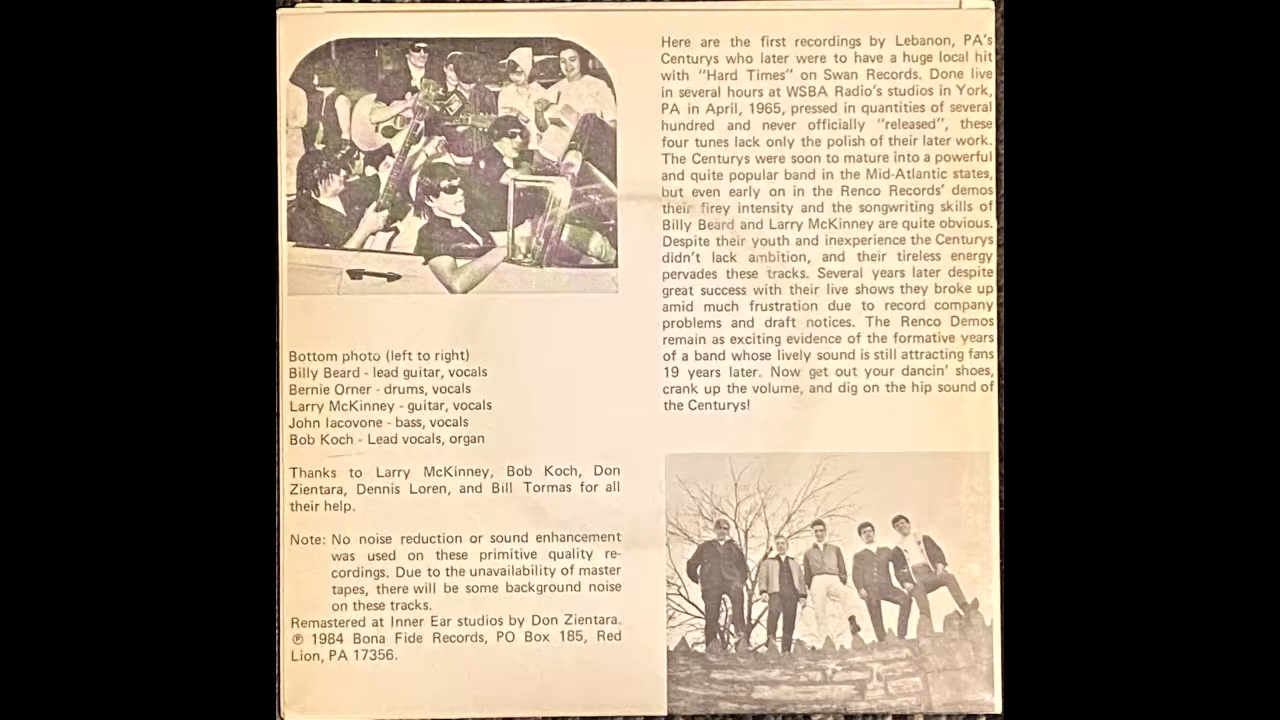 Bottom photo (left to right)
Billy Beard - lead guitar, vocals
Bernie Orner - drums, vocals
Larry McKinney - guitar, vocals
John Iacovone - bass, vocals
Bob Koch - Lead vocals, organ
Thanks to Larry McKinney, Bob Koch, Don
Zientara, Dennis Loren, and Bill Tormas for all
their help.
Note: No noise reduction or sound enhancement
was used on these primitive quality re-
cordings. Due to the unavailability of master
tapes, there will be some background noise
on these tracks.
Remastered at Inner Ear studios by Don Zientara.
℗ 1984 Bona Fide Records, PO Box 185, Red
Lion, PA 17356.
Here are the first recordings by Lebanon, PA's
Centurys who later were to have a huge local hit
with "Hard Times" on Swan Records. Done live
in several hours at WSBA Radio's studios in York,
PA in April, 1965, pressed in quantities of several
hundred and never officially "released", these
four tunes lack only the polish of their later work.
The Centurys were soon to mature into a powerful
and quite popular band in the Mid-Atlantic states,
but even early on in the Renco Records' demos
their firey intensity and the songwriting skills of
Billy Beard and Larry McKinney are quite obvious.
Despite their youth and inexperience the Centurys
didn't lack ambition, and their tireless energy
pervades these tracks. Several years later despite
great success with their live shows they broke up
amid much frustration due to record company
problems and draft notices. The Renco Demos
remain as exciting evidence of the formative years
of a band whose lively sound is still attracting fans
19 years later. Now get out your dancin' shoes,
crank up the volume, and dig on the hip sound of
the Centurys!